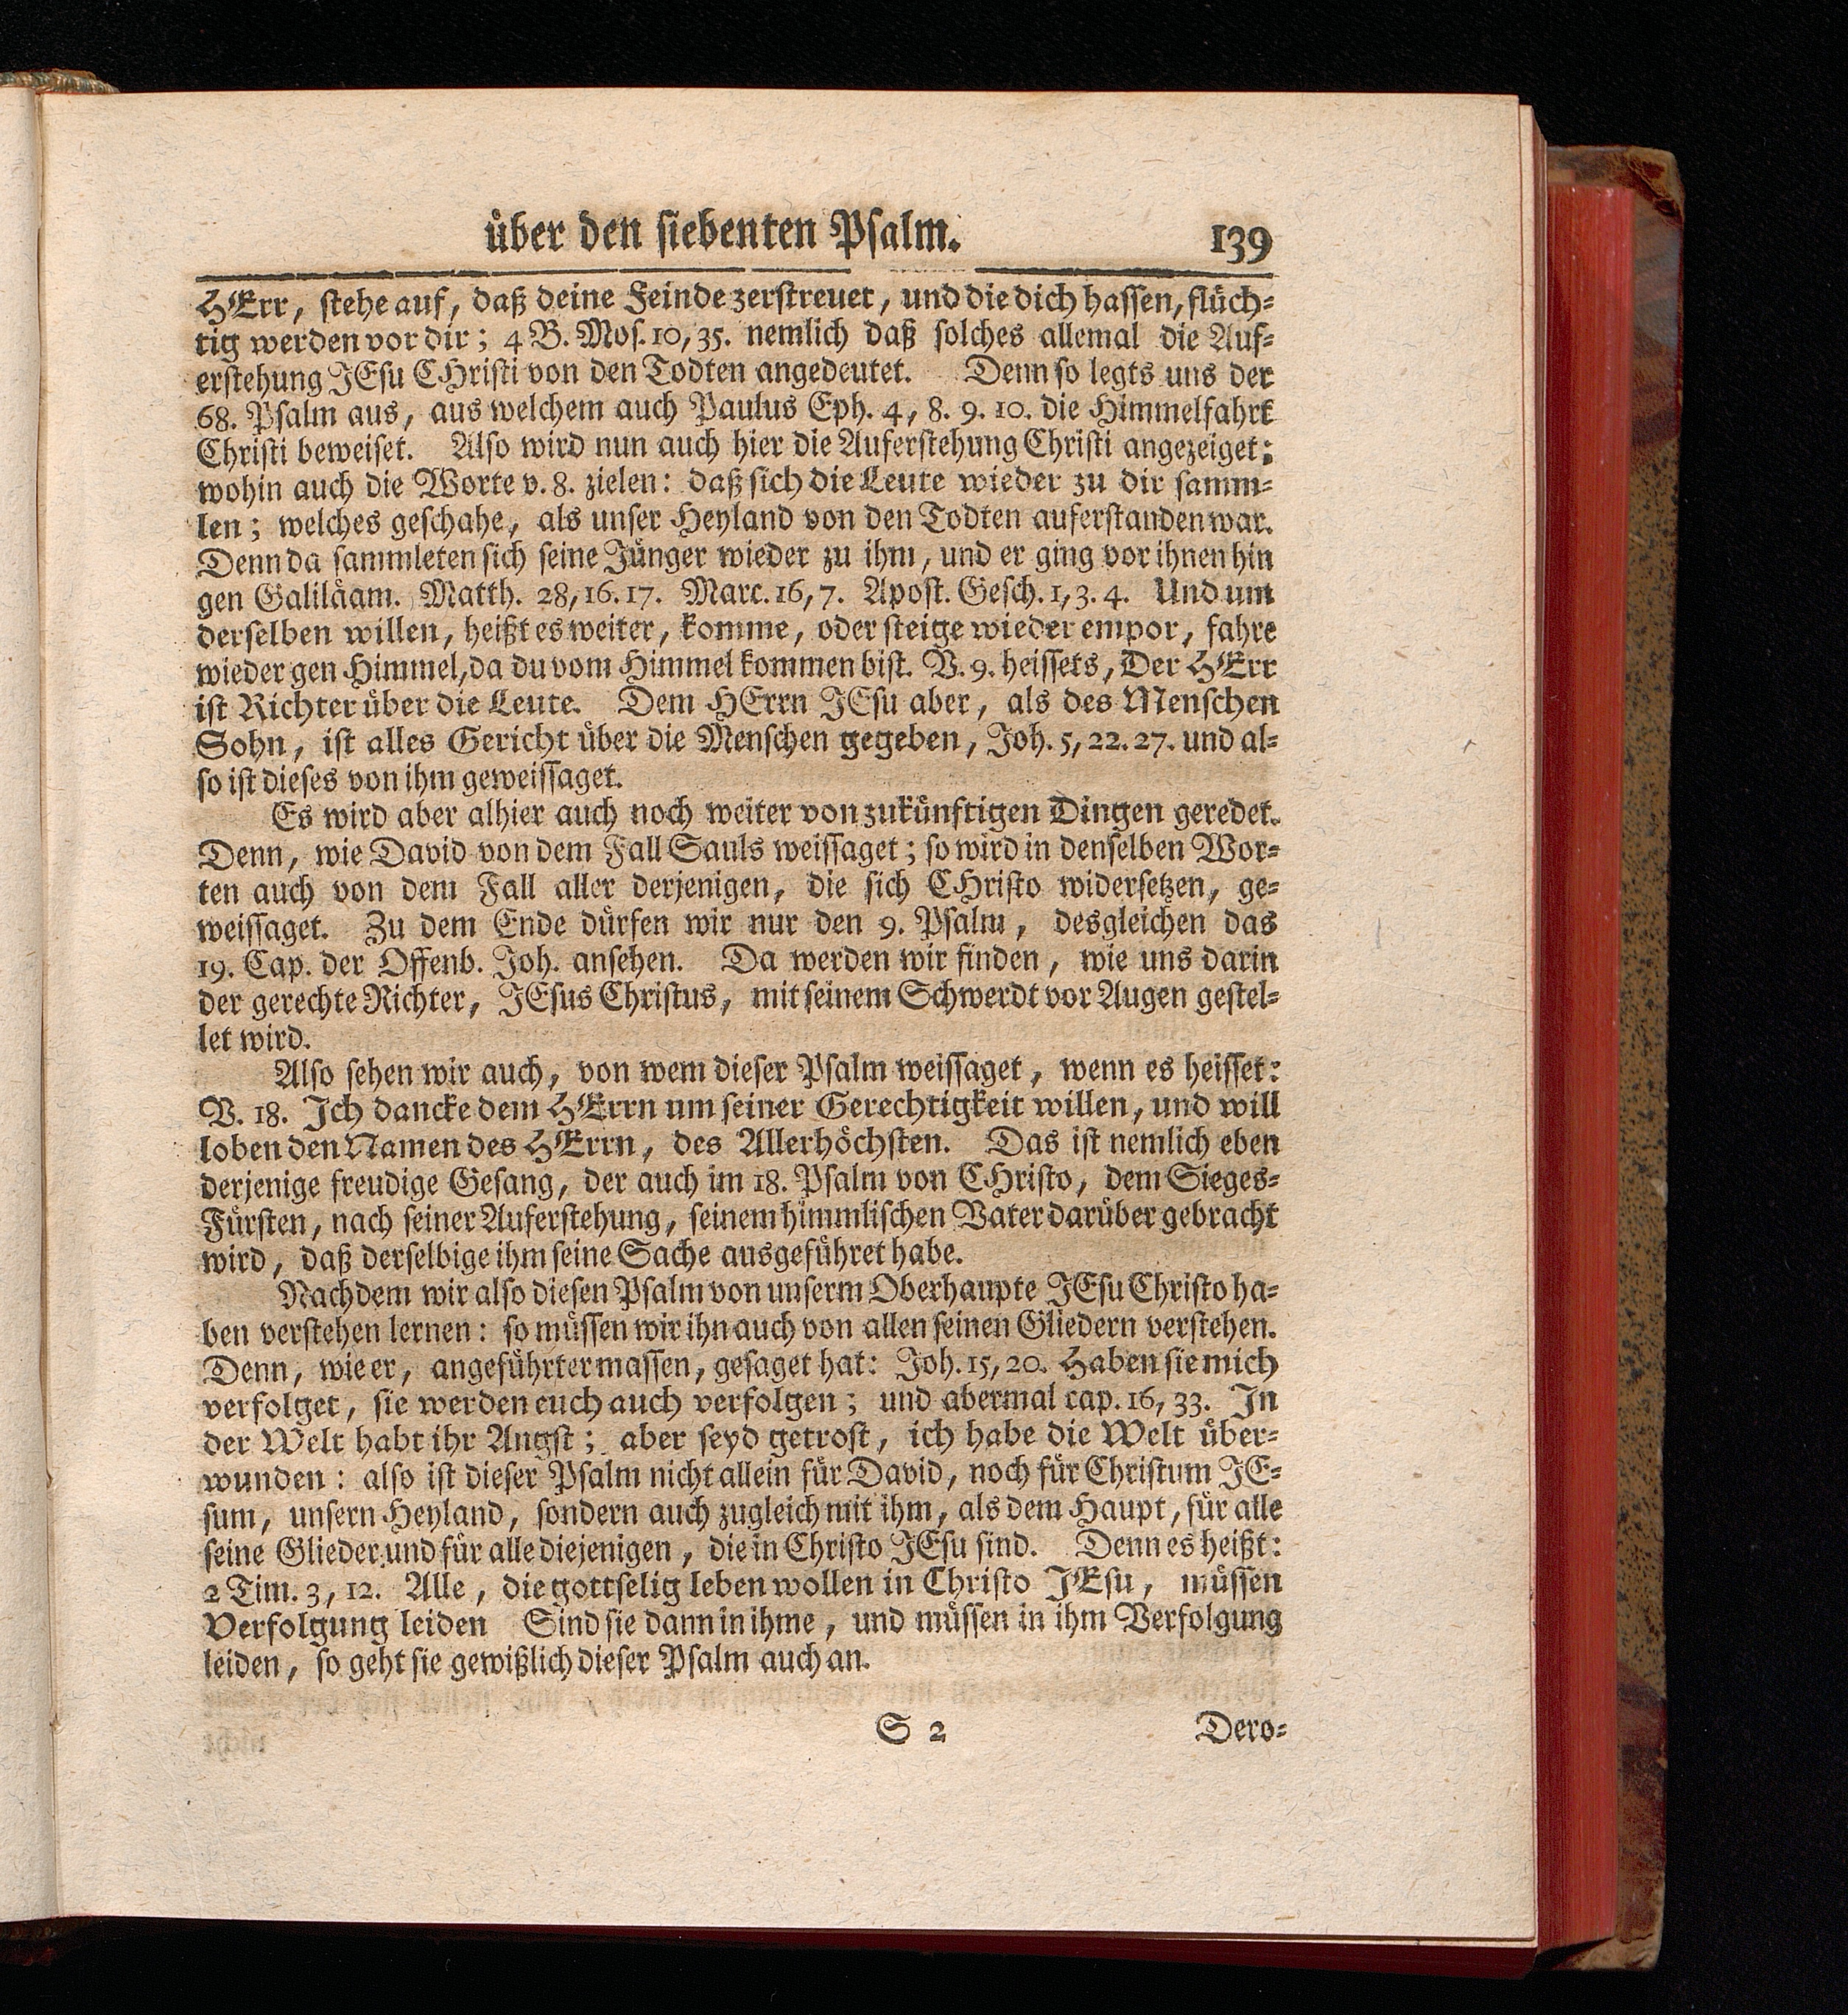 über den siebenten Psalm. 139
HErr, stehe auf, daß deine Feinde zerstreuet, und die dich hassen, flüch-
tig werden vor dir; 4 B. Mos. 10, 35. nemlich daß solches allemal die Auf-
erstehung JEsu CHristi von den Todten angedeutet. Denn so legts uns der
68. Psalm aus, aus welchem auch Paulus Eph. 4, 8. 9. 10. die Himmelfahrt
Christi beweiset. Also wird nun auch hier die Auferstehung Christi angezeiget:
wohin auch die Worte v. 8. zielen: daß sich die Leute wieder zu dir samm-
len; welches geschahe, als unser Heyland von den Todten auferstanden war.
Denn da sammleten sich seine Jünger wieder zu ihm, und er ging vor ihnen hin
gen Galiläam. Matth. 28, 16. 17. Marc. 16, 7. Apost. Gesch. 1, 3. 4. Und um
derselben willen, heißt es weiter, komme, oder steige wieder empor, fahre
wieder gen Himmel, da du vom Himmel kommen bist. V. 9. heissets, Der HErr
ist Richter über die Leute. Dem HErrn JEsu aber, als des Menschen
Sohn, ist alles Gericht über die Menschen gegeben, Joh. 5, 22. 27. und al-
so ist dieses von ihm geweissaget.
Es wird aber alhier auch noch weiter von zukünftigen Dingen geredet.
Denn, wie David von dem Fall Sauls weissaget; so wird in denselben Wor-
ten auch von dem Fall aller derjenigen, die sich CHristo widersetzen, ge-
weissaget. Zu dem Ende dürfen wir nur den 9. Psalm, desgleichen das
19. Cap. der Offenb. Joh. ansehen. Da werden wir finden, wie uns darin
der gerechte Richter, JEsus Christus, mit seinem Schwerdt vor Augen gestel-
let wird.
Also sehen wir auch, von wem dieser Psalm weissaget, wenn es heisset:
V. 18. Ich dancke dem HErrn um seiner Gerechtigkeit willen, und will
loben den Namen des HErrn, des Allerhöchsten. Das ist nemlich eben
derjenige freudige Gesang, der auch im 18. Psalm von CHristo, dem Sieges-
Fürsten, nach seiner Auferstehung, seinem himmlischen Vater darüber gebracht
wird, daß derselbige ihm seine Sache ausgeführet habe.
Nachdem wir also diesen Psalm von unserm Oberhaupte JEsu Christo ha-
ben verstehen lernen: so müssen wir ihn auch von allen seinen Gliedern verstehen.
Denn, wie er, angeführter massen, gesaget hat: Joh. 15, 20. Haben sie mich
verfolget, sie werden euch auch verfolgen; und abermal cap. 16, 33. In
der Welt habt ihr Angst; aber seyd getrost, ich habe die Welt über-
wunden: also ist dieser Psalm nicht allein für David, noch für Christum JE-
sum, unsern Heyland, sondern auch zugleich mit ihm, als dem Haupt, für alle
seine Glieder und für alle diejenigen, die in Christo JEsu sind. Denn es heißt:
2 Tim. 3, 12. Alle, die gottselig leben wollen in Christo JEsu, müssen
Verfolgung leiden Sind sie dann in ihme, und müssen in ihm Verfolgung
leiden, so geht sie gewißlich dieser Psalm auch an.
S 2 Dero-